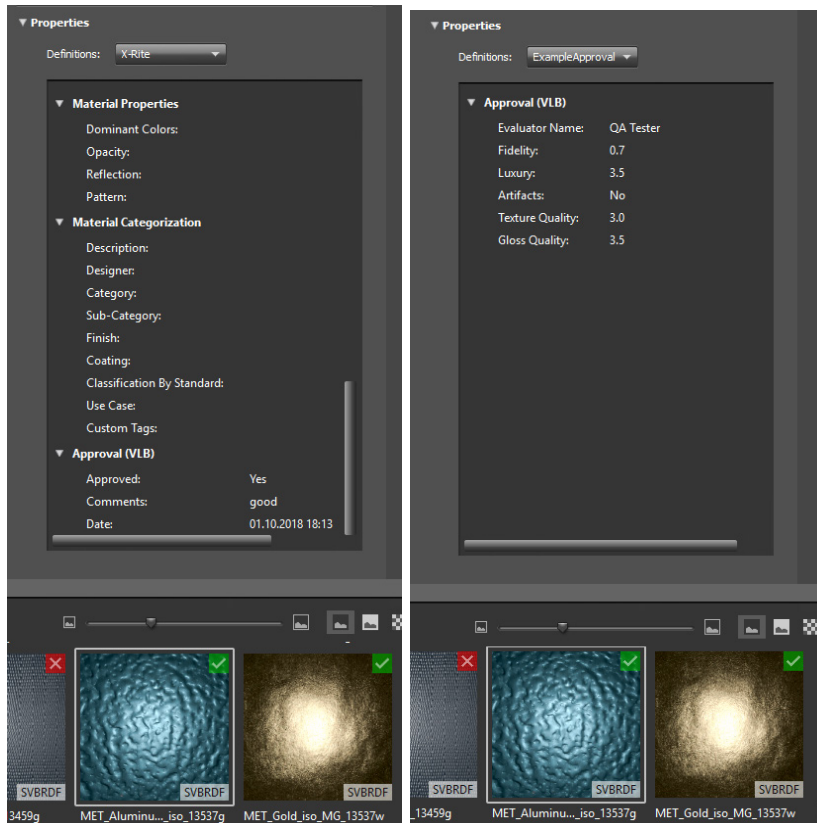 Properties
Definitions: X-Rite
Material Properties
Dominant Colors:
Opacity:
Reflection:
Pattern:
Material Categorization
Description:
Designer:
Category:
Sub-Category:
Finish:
Coating:
Classification By Standard:
Use Case:
Custom Tags:
Approval (VLB)
Approved: Yes
Comments: good
Date: 01.10.2018 18:13
SVBRDF
SVBRDF
SVBRDF
3459g
MET_Aluminu..._iso_13537g
MET_Gold_iso_MG_13537w
Properties
Definitions: ExampleApproval
Approval (VLB)
Evaluator Name: QA Tester
Fidelity: 0.7
Luxury: 3.5
Artifacts: No
Texture Quality: 3.0
Gloss Quality: 3.5
SVBRDF
SVBRDF
SVBRDF
_13459g
MET_Aluminu..._iso_13537g
MET_Gold_iso_MG_13537w